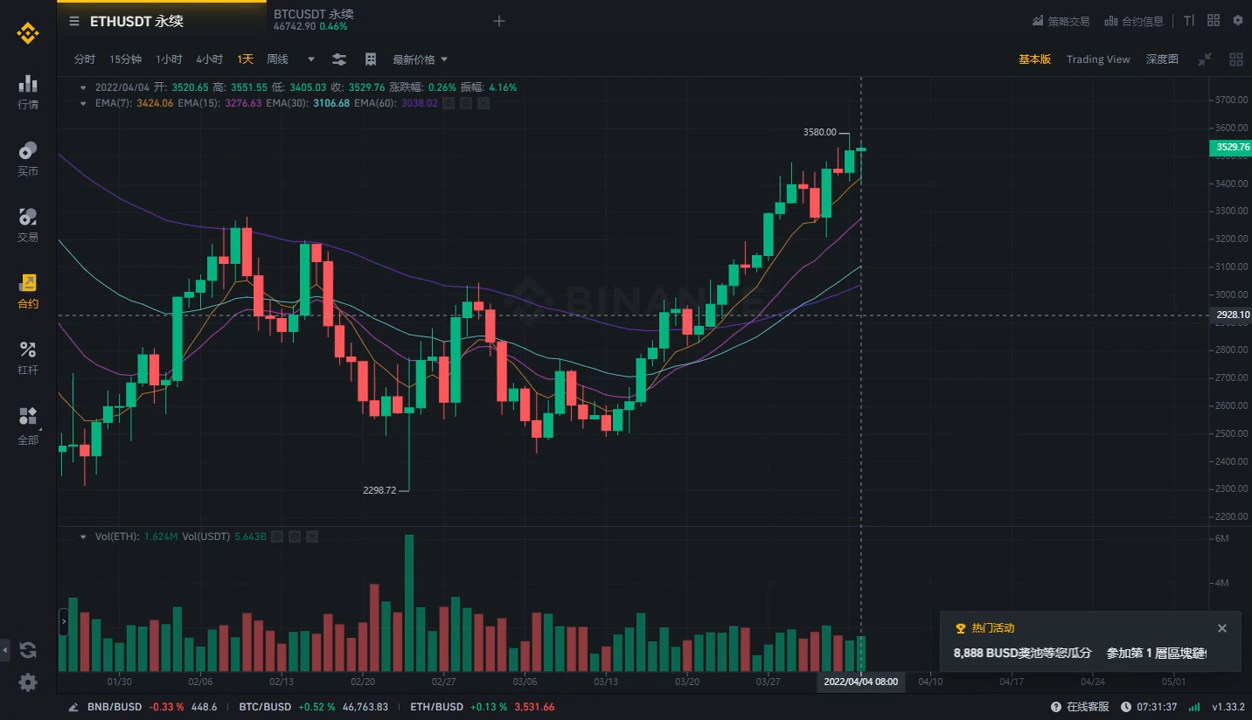 ETHUSDT 永续
BTCUSDT 永续
46742.90 0.46%
策略交易 合约信息
分时 15分钟 1小时 4小时 1天 周线 最新价格
基本版 Trading View 深度图
2022/04/04 开: 3520.65 高: 3551.55 低: 3405.03 收: 3529.76 涨跌幅: 0.26% 振幅: 4.16%
EMA(7): 3424.06 EMA(15): 3276.63 EMA(30): 3106.68 EMA(60): 3038.02
行情
买币
交易
合约
杠杆
全部
3580.00
2298.72
BINANCE
3700.00
3600.00
3529.76
3400.00
3300.00
3200.00
3100.00
3000.00
2928.10
2800.00
2700.00
2600.00
2500.00
2400.00
2300.00
2200.00
Vol(ETH): 1.624M Vol(USDT) 5.643B
6M
4M
热门活动
8,888 BUSD奖池等您瓜分 参加第 1 層區塊鏈
01/30 02/06 02/13 02/20 02/27 03/06 03/13 03/20 03/27 2022/04/04 08:00 04/10 04/17 04/24 05/01
BNB/BUSD -0.33 % 448.6 BTC/BUSD +0.52 % 46,763.83 ETH/BUSD +0.13 % 3,531.66
在线客服 07:31:37 v1.33.2